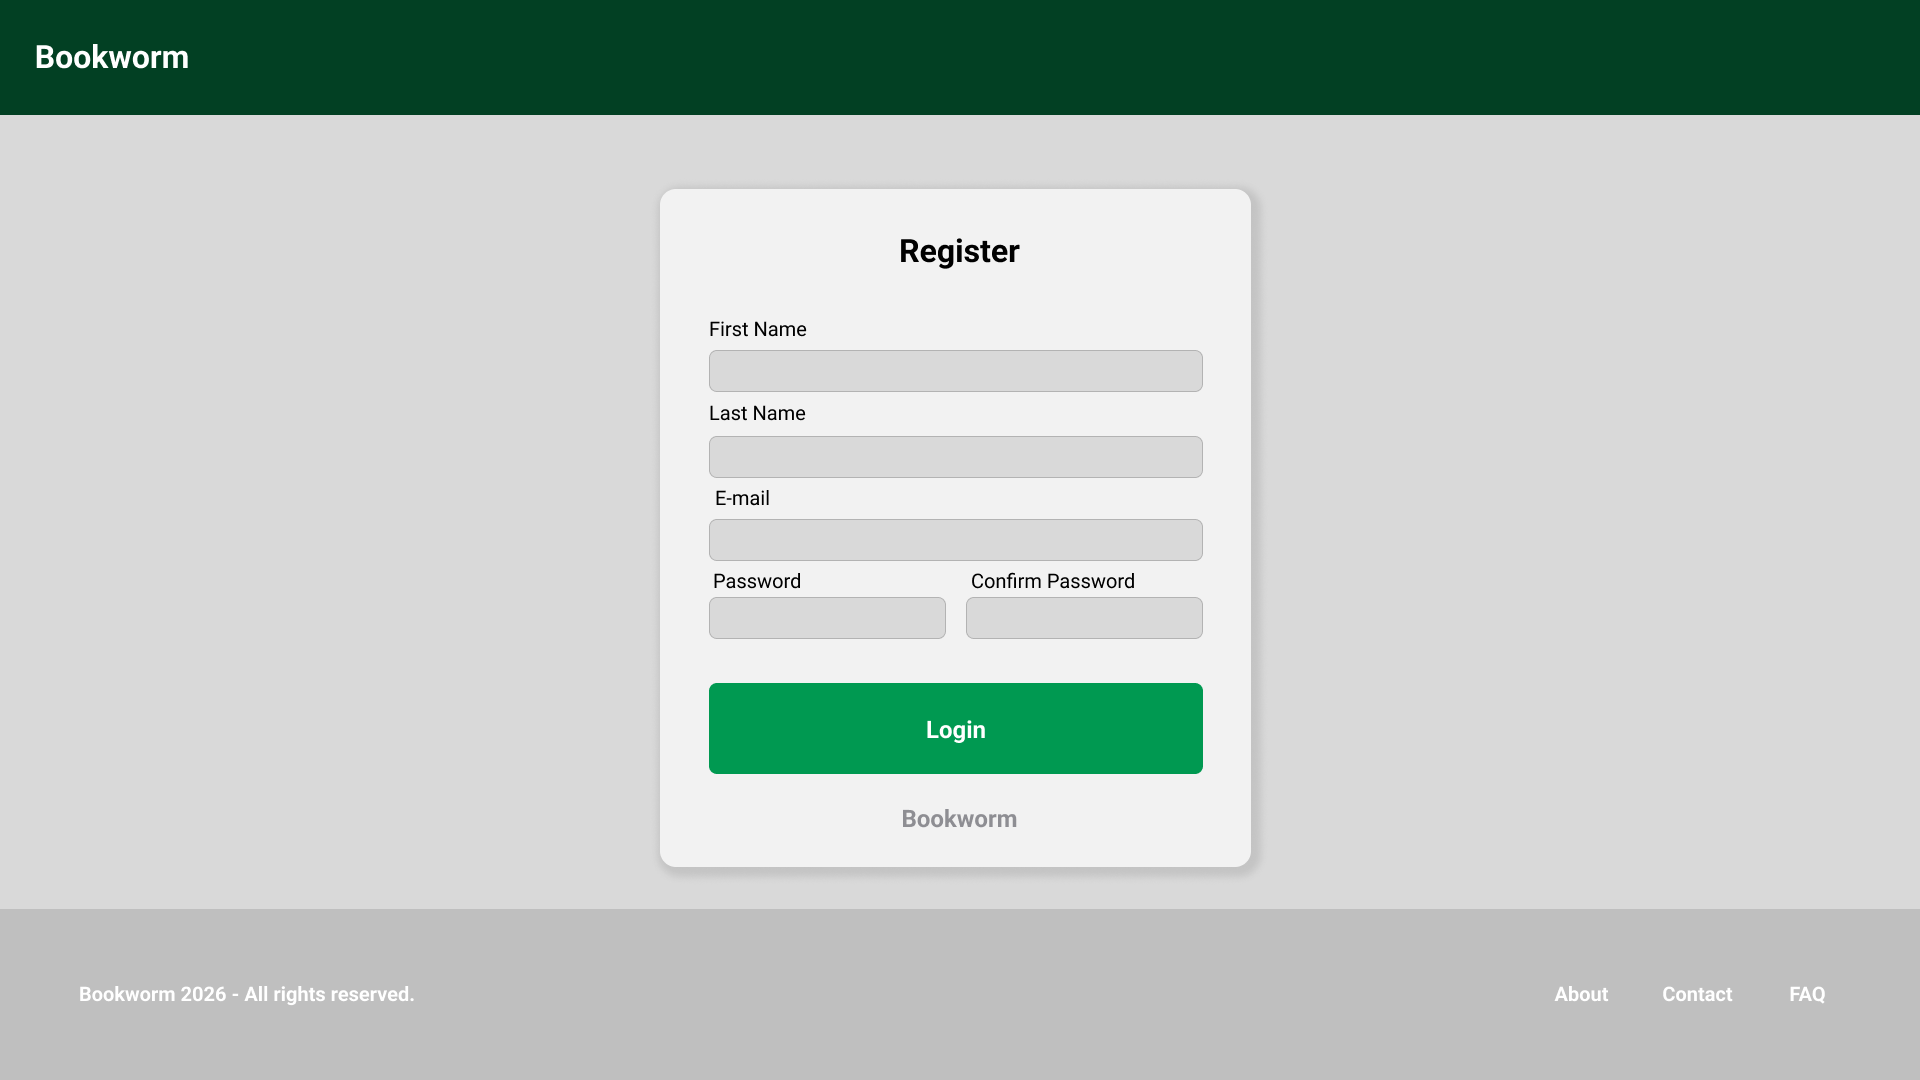 Bookworm
Register
First Name
Last Name
E-mail
Password Confirm Password
Login
Bookworm
Bookworm 2026 - All rights reserved. About Contact FAQ